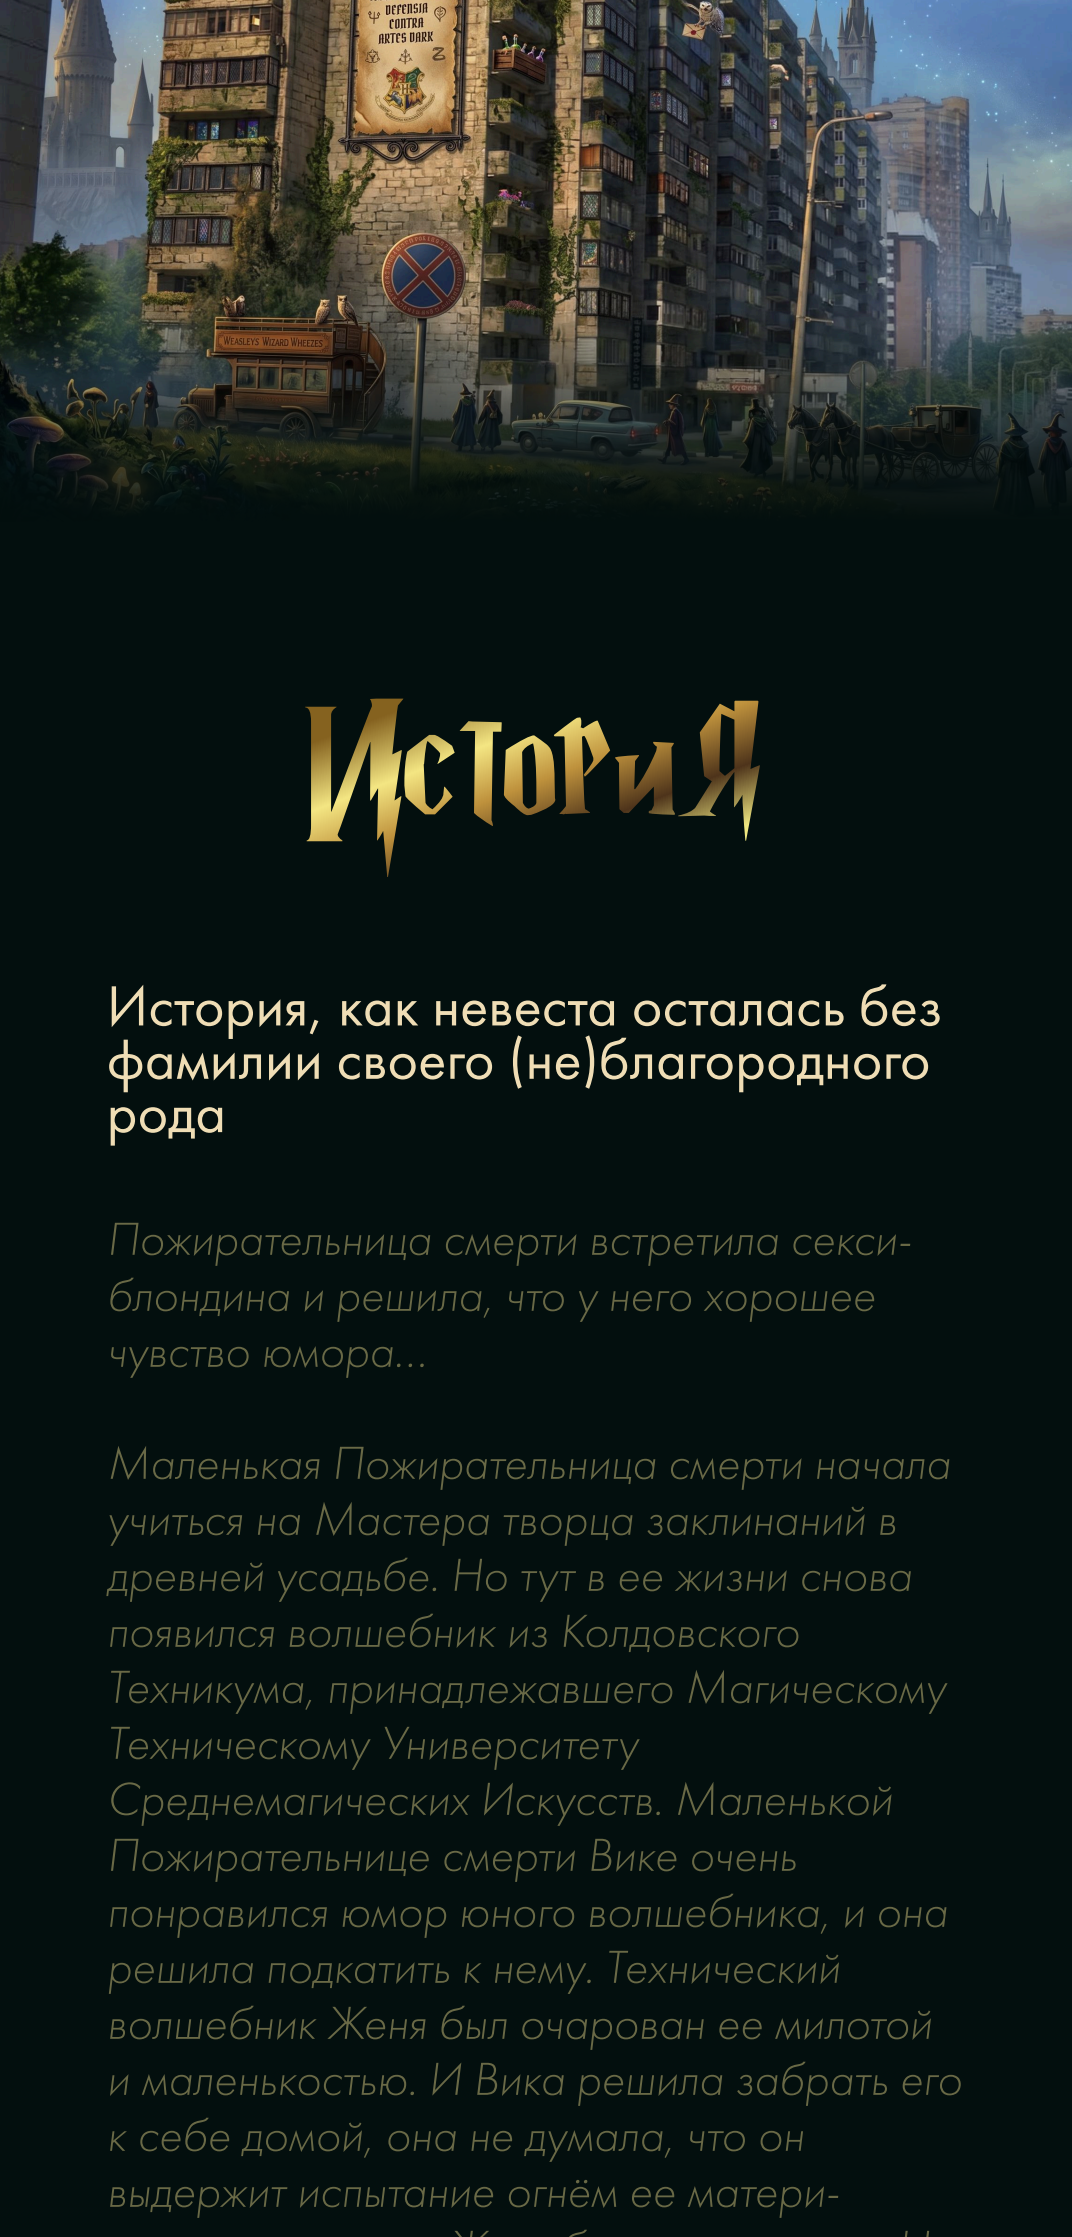 DEFENSIA
CONTRA
ARTES DARK
WEASLEYS WIZARD WHEEZES
История
История, как невеста осталась без
фамилии своего (не)благородного
рода
Пожирательница смерти встретила секси-
блондина и решила, что у него хорошее
чувство юмора...
Маленькая Пожирательница смерти начала
учиться на Мастера творца заклинаний в
древней усадьбе. Но тут в ее жизни снова
появился волшебник из Колдовского
Техникума, принадлежавшего Магическому
Техническому Университету
Среднемагических Искусств. Маленькой
Пожирательнице смерти Вике очень
понравился юмор юного волшебника, и она
решила подкатить к нему. Технический
волшебник Женя был очарован ее милотой
и маленькостью. И Вика решила забрать его
к себе домой, она не думала, что он
выдержит испытание огнём ее матери-